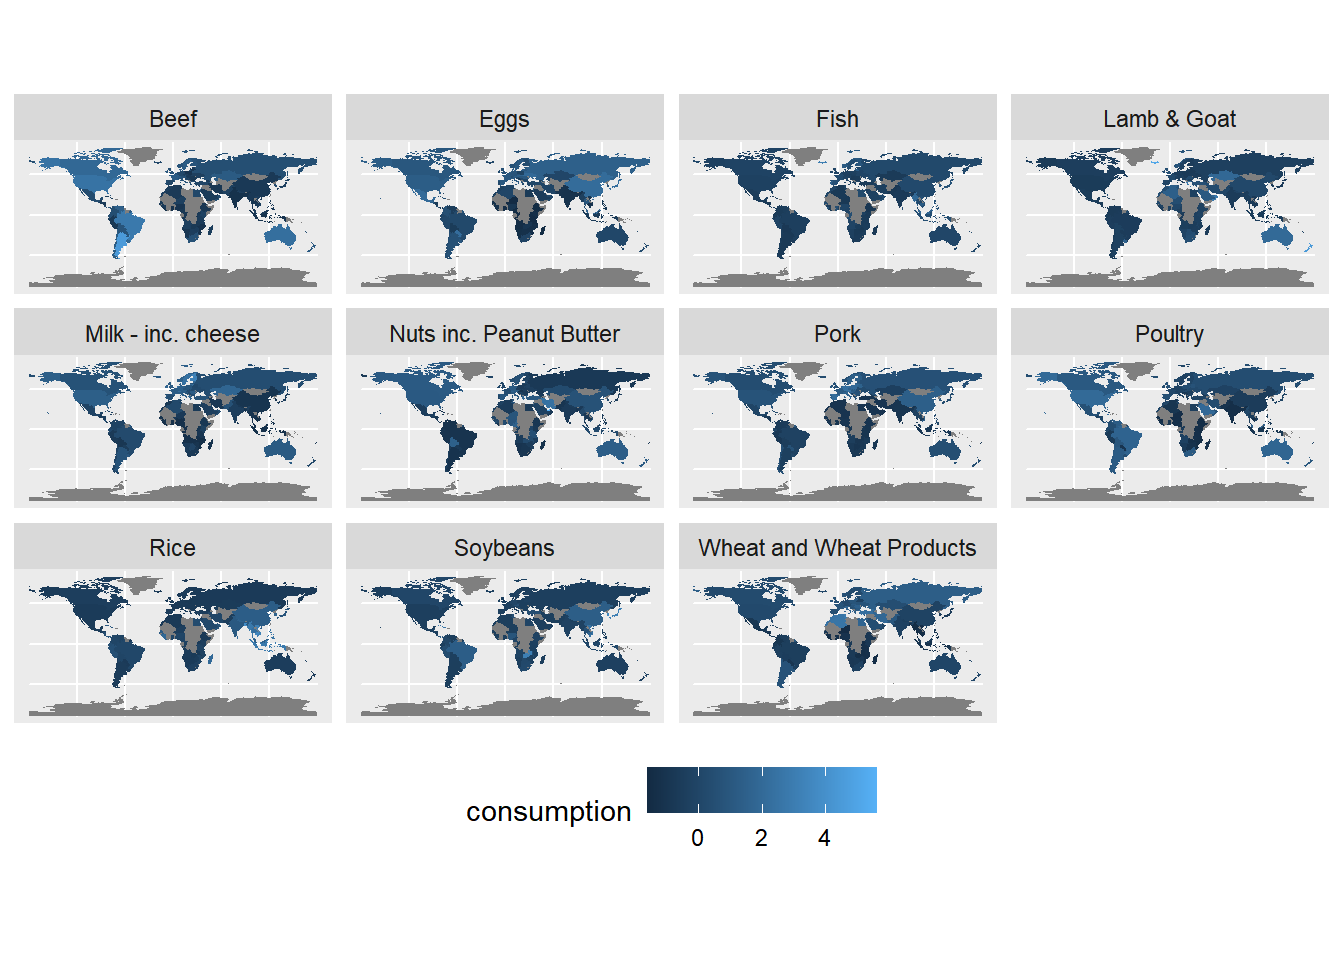 Beef
Eggs
Fish
Lamb & Goat
Milk - inc. cheese
Nuts inc. Peanut Butter
Pork
Poultry
Rice
Soybeans
Wheat and Wheat Products
consumption
0 2 4